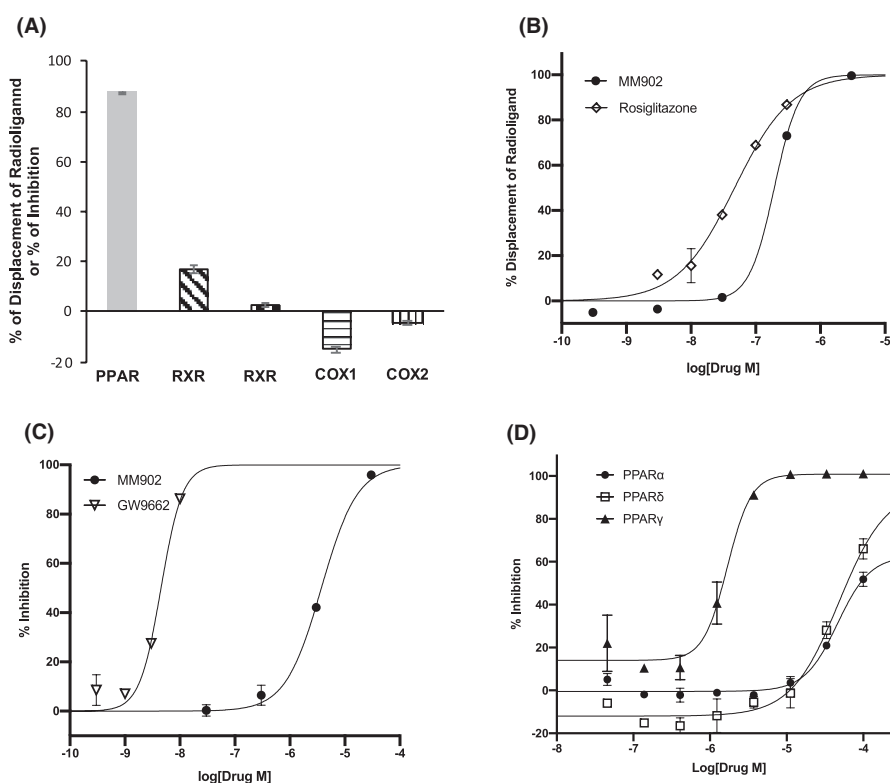 (A)
% of Displacement of Radioligannd
or % of Inhibition
100
80
60
40
20
0
-20
PPAR RXR RXR COX1 COX2
(B)
% Displacement of Radioligand
100
80
60
40
20
0
MM902
Rosiglitazone
-10 -9 -8 -7 -6 -5
log[Drug M]
(C)
% Inhibition
100
80
60
40
20
0
MM902
GW9662
-10 -9 -8 -7 -6 -5 -4
log[Drug M]
(D)
% Inhibition
100
80
60
40
20
0
-20
PPARα
PPARδ
PPARγ
-8 -7 -6 -5 -4
Log[Drug M]